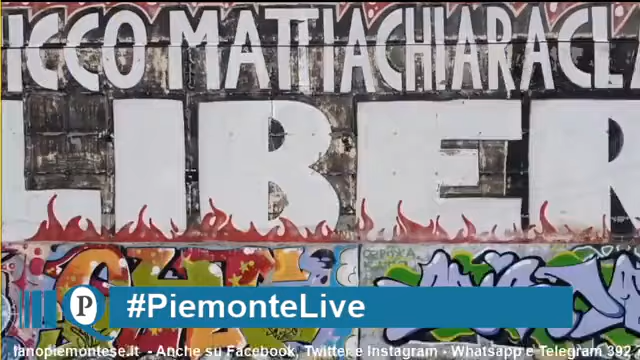 ICCO MATTIACHIARACLA
LIBER
P #PiemonteLive
lanopiemontese.It - Anche su Facebook, Twitter e Instagram - Whatsapp e Telegram 392